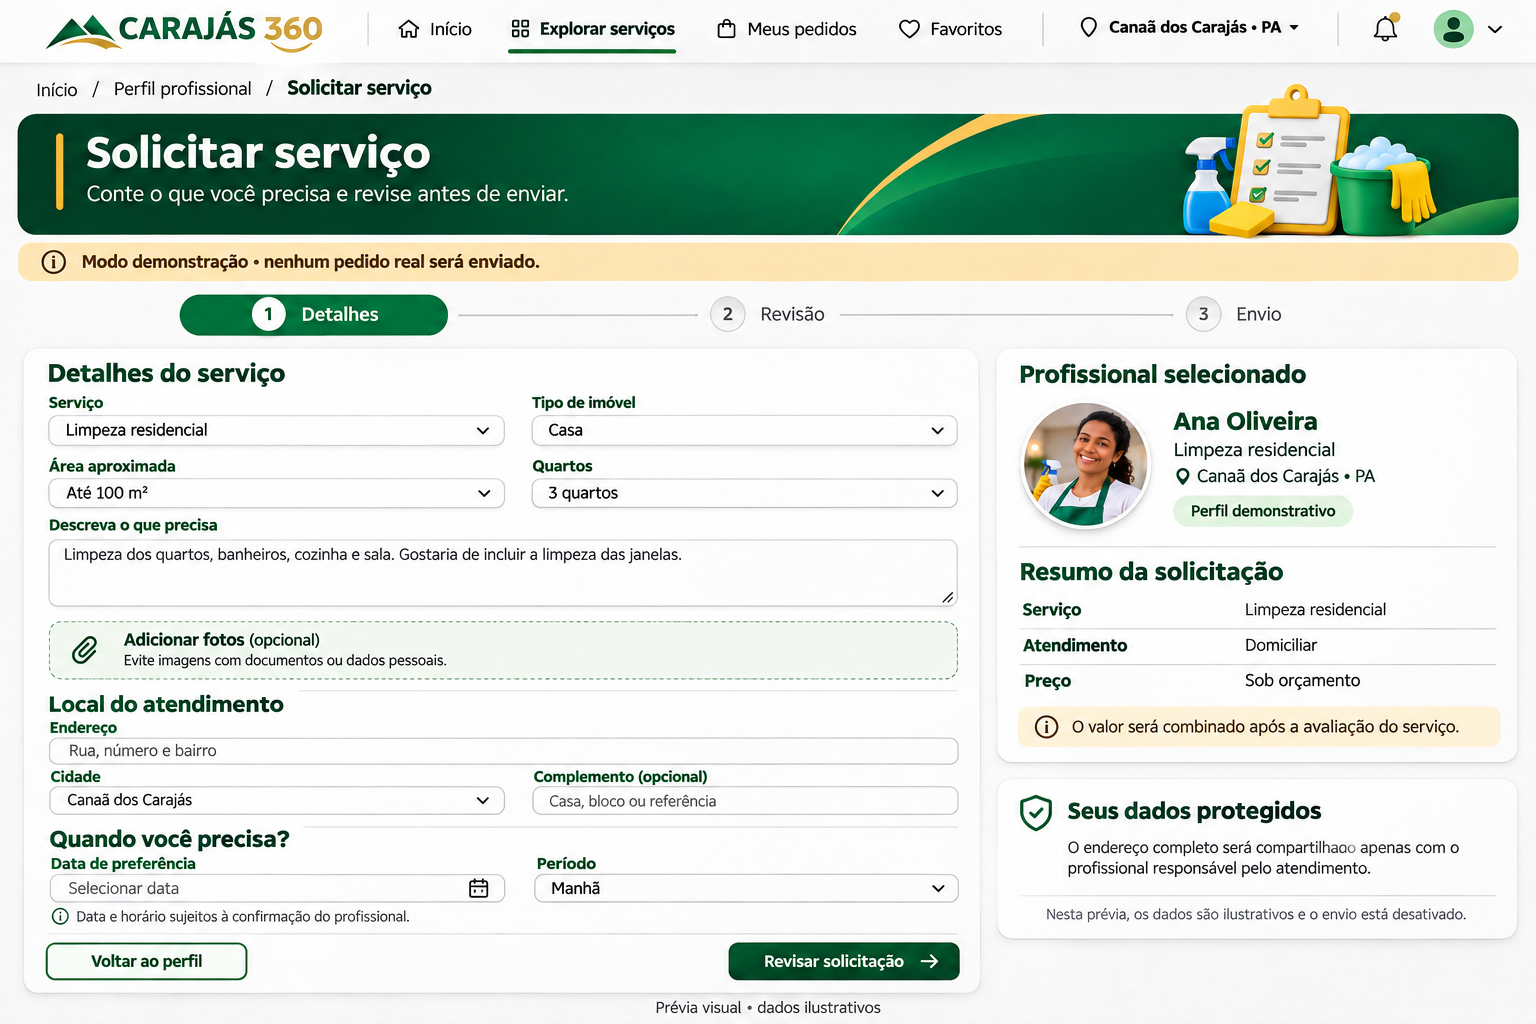 CARAJÁS 360
Início
Explorar serviços
Meus pedidos
Favoritos
Canaã dos Carajás • PA
Início / Perfil profissional / Solicitar serviço
Solicitar serviço
Conte o que você precisa e revise antes de enviar.
Modo demonstração • nenhum pedido real será enviado.
1 Detalhes
2 Revisão
3 Envio
Detalhes do serviço
Serviço
Limpeza residencial
Tipo de imóvel
Casa
Área aproximada
Até 100 m²
Quartos
3 quartos
Descreva o que precisa
Limpeza dos quartos, banheiros, cozinha e sala. Gostaria de incluir a limpeza das janelas.
Adicionar fotos (opcional)
Evite imagens com documentos ou dados pessoais.
Local do atendimento
Endereço
Rua, número e bairro
Cidade
Canaã dos Carajás
Complemento (opcional)
Casa, bloco ou referência
Quando você precisa?
Data de preferência
Selecionar data
Período
Manhã
Data e horário sujeitos à confirmação do profissional.
Voltar ao perfil
Revisar solicitação
Profissional selecionado
Ana Oliveira
Limpeza residencial
Canaã dos Carajás • PA
Perfil demonstrativo
Resumo da solicitação
Serviço Limpeza residencial
Atendimento Domiciliar
Preço Sob orçamento
O valor será combinado após a avaliação do serviço.
Seus dados protegidos
O endereço completo será compartilhado apenas com o
profissional responsável pelo atendimento.
Nesta prévia, os dados são ilustrativos e o envio está desativado.
Prévia visual • dados ilustrativos